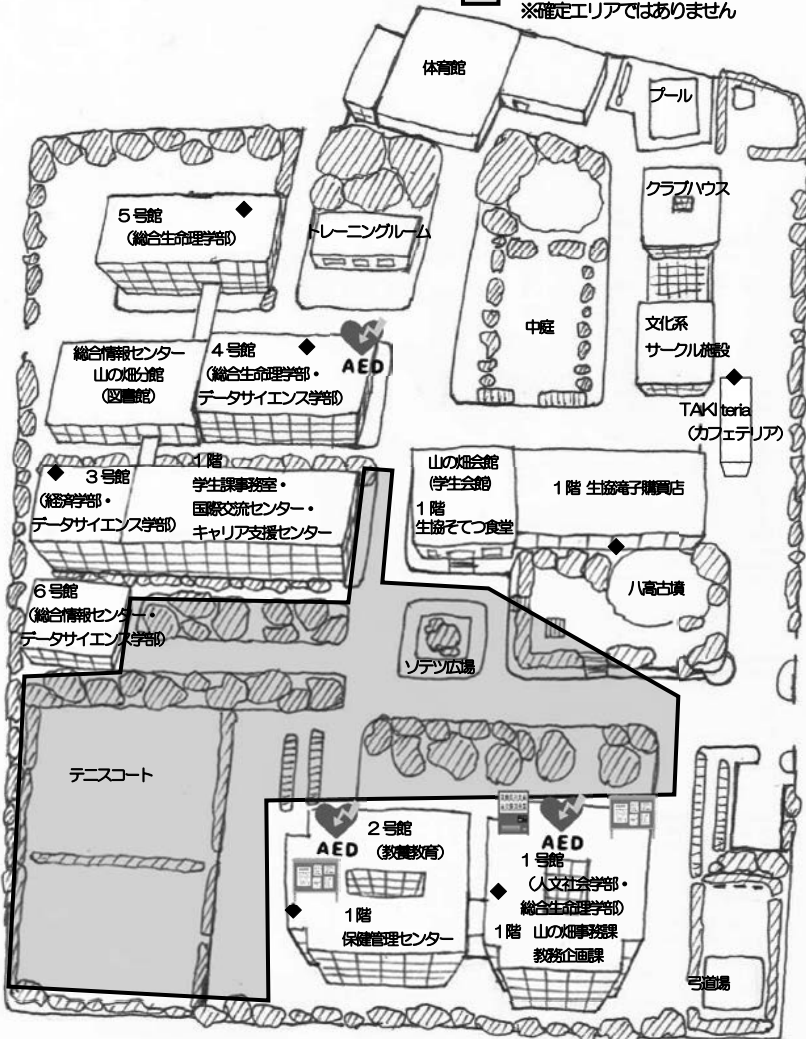 ※確定エリアではありません
体育館
プール
クラブハウス
5号館
(総合生命理学部)
トレーニングルーム
中庭
文化系
サークル施設
総合情報センター
山の畑分館
(図書館)
4号館
(総合生命理学部・
データサイエンス学部)
AED
TAKIteria
(カフェテリア)
3号館
(経済学部・
データサイエンス学部)
1階
学生課事務室・
国際交流センター・
キャリア支援センター
山の畑会館
(学生会館)
1階
生協そてつ食堂
1階 生協滝子購買店
八高古墳
6号館
(総合情報センター・
データサイエンス学部)
ソテツ広場
テニスコート
AED
2号館
(教養教育)
1階
保健管理センター
AED
1号館
(人文社会学部・
総合生命理学部)
1階 山の畑事務課
教務企画課
弓道場